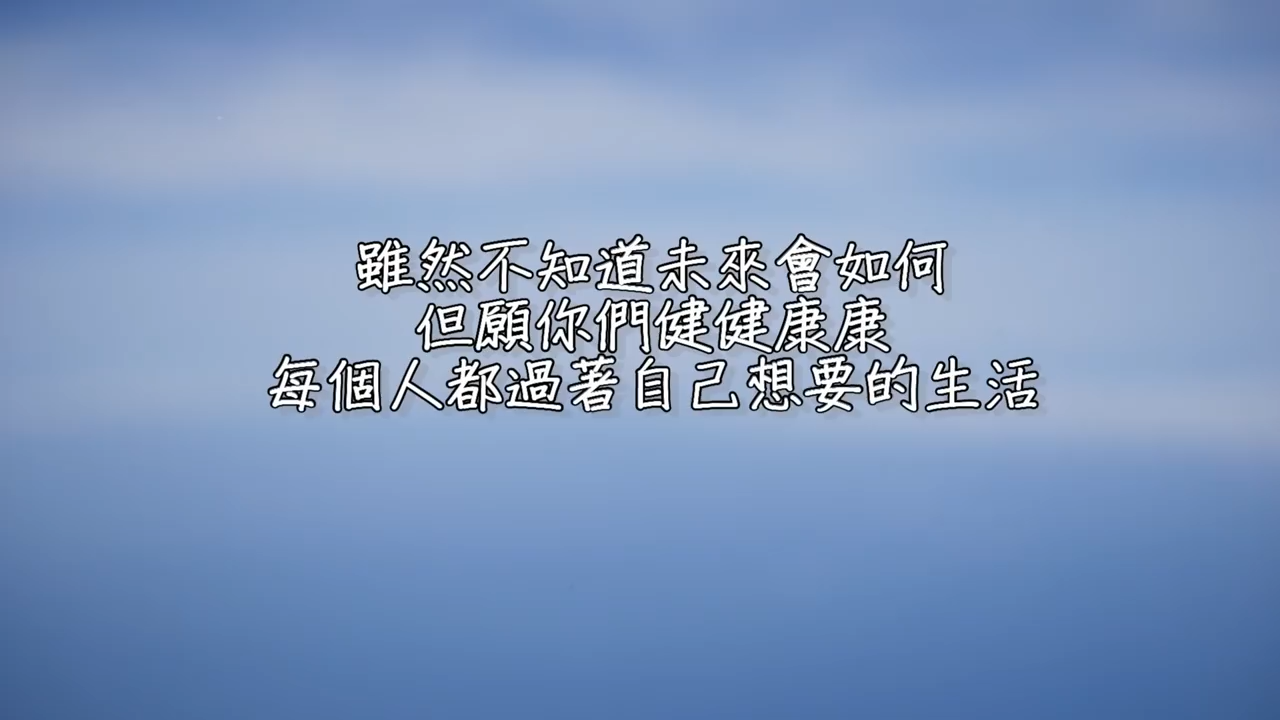 雖然不知道未來會如何
但願你們健健康康
每個人都過著自己想要的生活